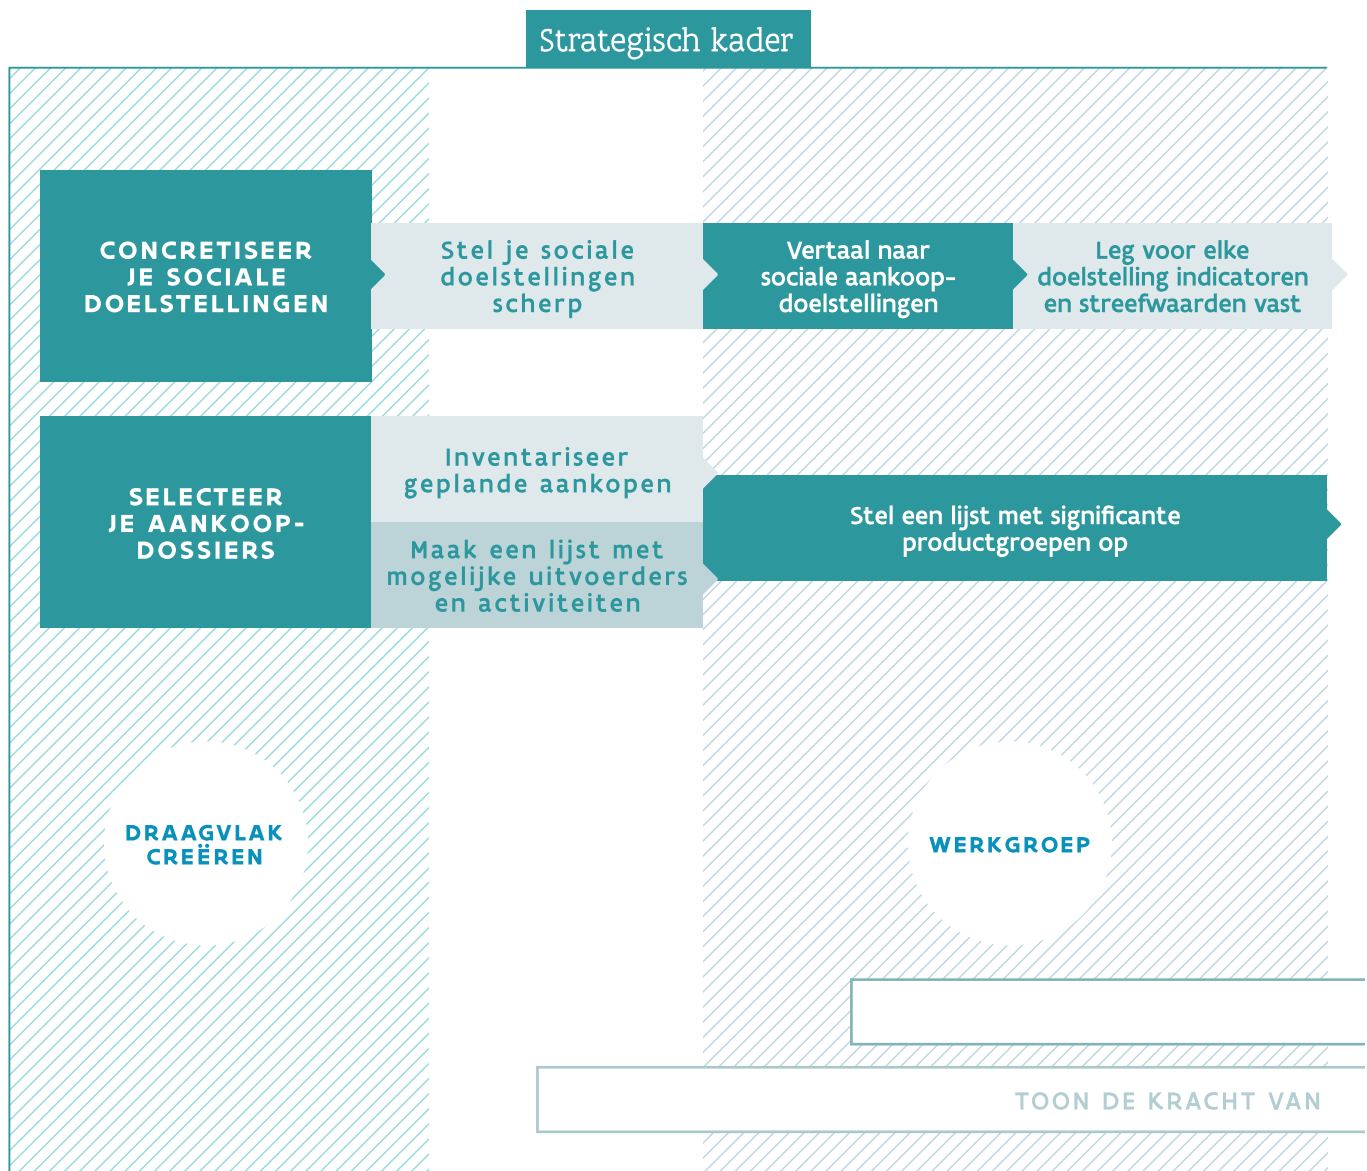 Strategisch kader
CONCRETISEER
JE SOCIALE
DOELSTELLINGEN
Stel je sociale
doelstellingen
scherp
Vertaal naar
sociale aankoop-
doelstellingen
Leg voor elke
doelstelling indicatoren
en streefwaarden vast
SELECTEER
JE AANKOOP-
DOSSIERS
Inventariseer
geplande aankopen
Maak een lijst met
mogelijke uitvoerders
en activiteiten
Stel een lijst met significante
productgroepen op
DRAAGVLAK
CREËREN
WERKGROEP
TOON DE KRACHT VAN